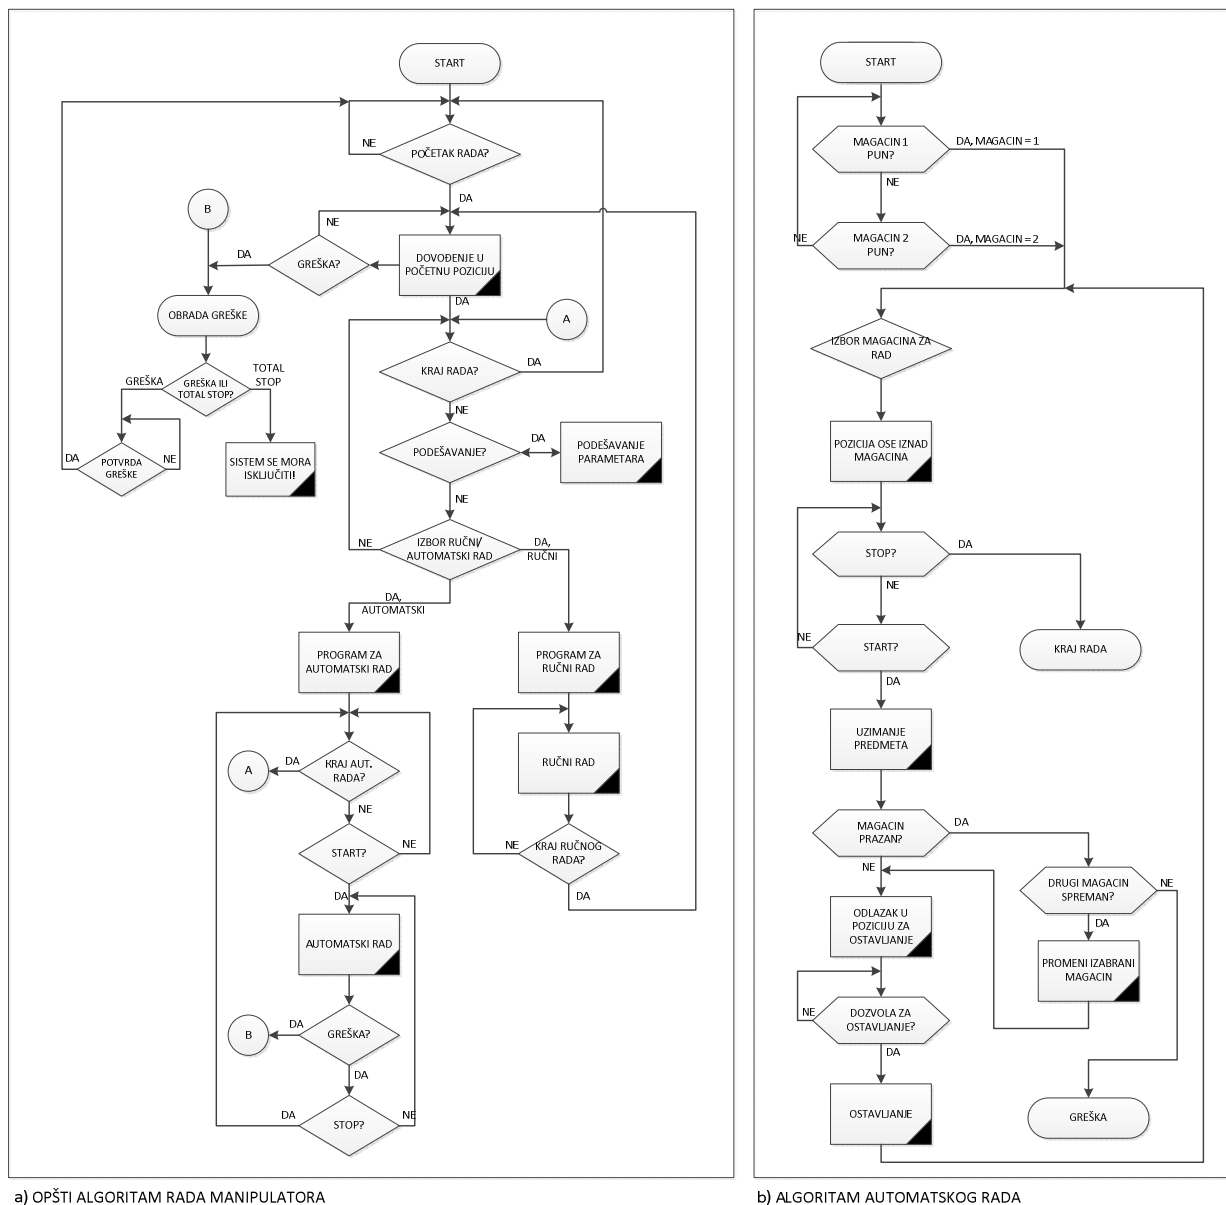 START
NE
POČETAK RADA?
DA
B
NE
DA
GREŠKA?
DOVOĐENJE U
POČETNU POZICIJU
DA
OBRADA GREŠKE
A
GREŠKA
GREŠKA ILI
TOTAL STOP?
TOTAL
STOP
KRAJ RADA?
DA
NE
DA
POTVRDA
GREŠKE
NE
SISTEM SE MORA
ISKLJUČITI!
PODEŠAVANJE?
DA
PODEŠAVANJE
PARAMETARA
NE
NE
IZBOR RUČNI/
AUTOMATSKI RAD
DA,
RUČNI
DA,
AUTOMATSKI
PROGRAM ZA
AUTOMATSKI RAD
PROGRAM ZA
RUČNI RAD
A
DA
KRAJ AUT.
RADA?
RUČNI RAD
NE
START?
NE
NE
KRAJ RUČNOG
RADA?
DA
DA
AUTOMATSKI RAD
B
DA
GREŠKA?
DA
DA
STOP?
NE
a) OPŠTI ALGORITAM RADA MANIPULATORA
START
MAGACIN 1
PUN?
DA, MAGACIN = 1
NE
NE
MAGACIN 2
PUN?
DA, MAGACIN = 2
IZBOR MAGACINA ZA
RAD
POZICIJA OSE IZNAD
MAGACINA
STOP?
DA
NE
NE
START?
KRAJ RADA
DA
UZIMANJE
PREDMETA
MAGACIN
PRAZAN?
DA
NE
DRUGI MAGACIN
SPREMAN?
NE
DA
ODLAZAK U
POZICIJU ZA
OSTAVLJANJE
PROMENI IZABRANI
MAGACIN
NE
DOZVOLA ZA
OSTAVLJANJE?
DA
OSTAVLJANJE
GREŠKA
b) ALGORITAM AUTOMATSKOG RADA